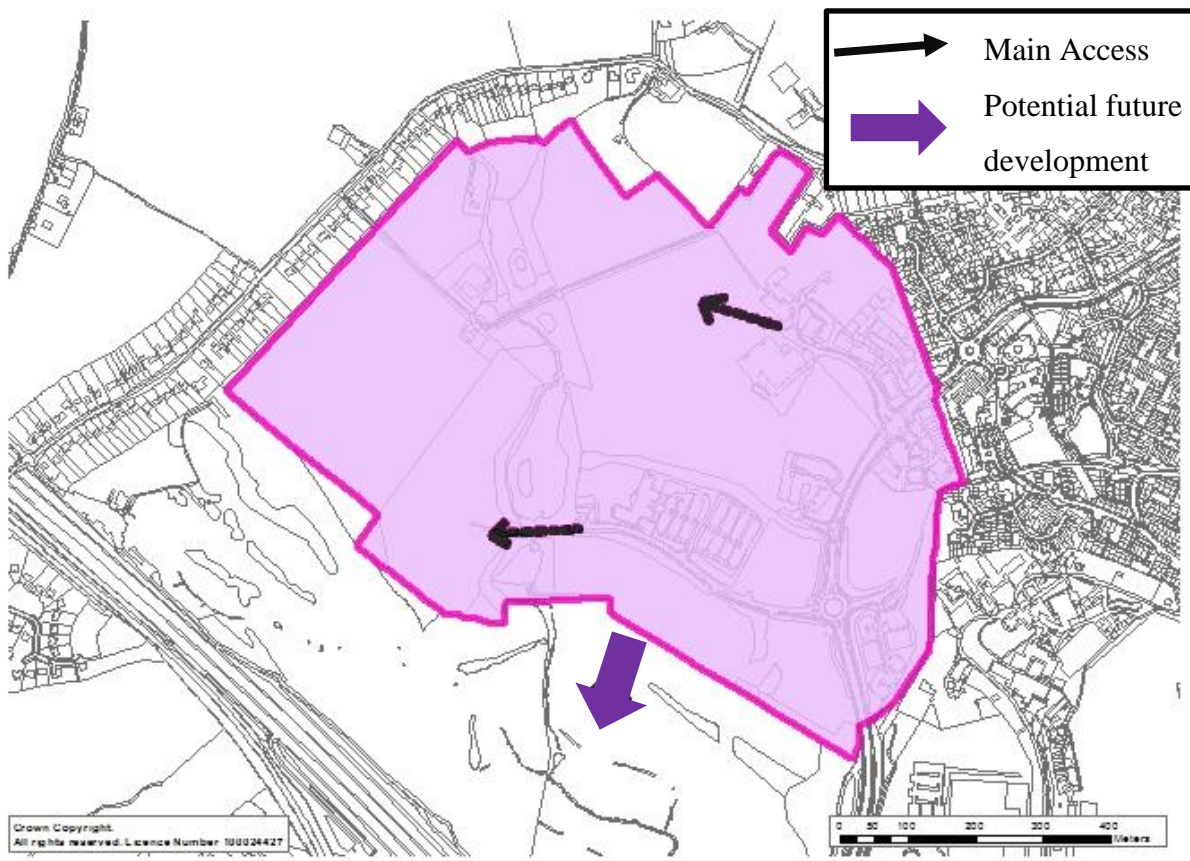 Main Access
Potential future
development
Crown Copyright.
All rights reserved. Licence Number 100024427
0 50 100 200 300 400
Meters